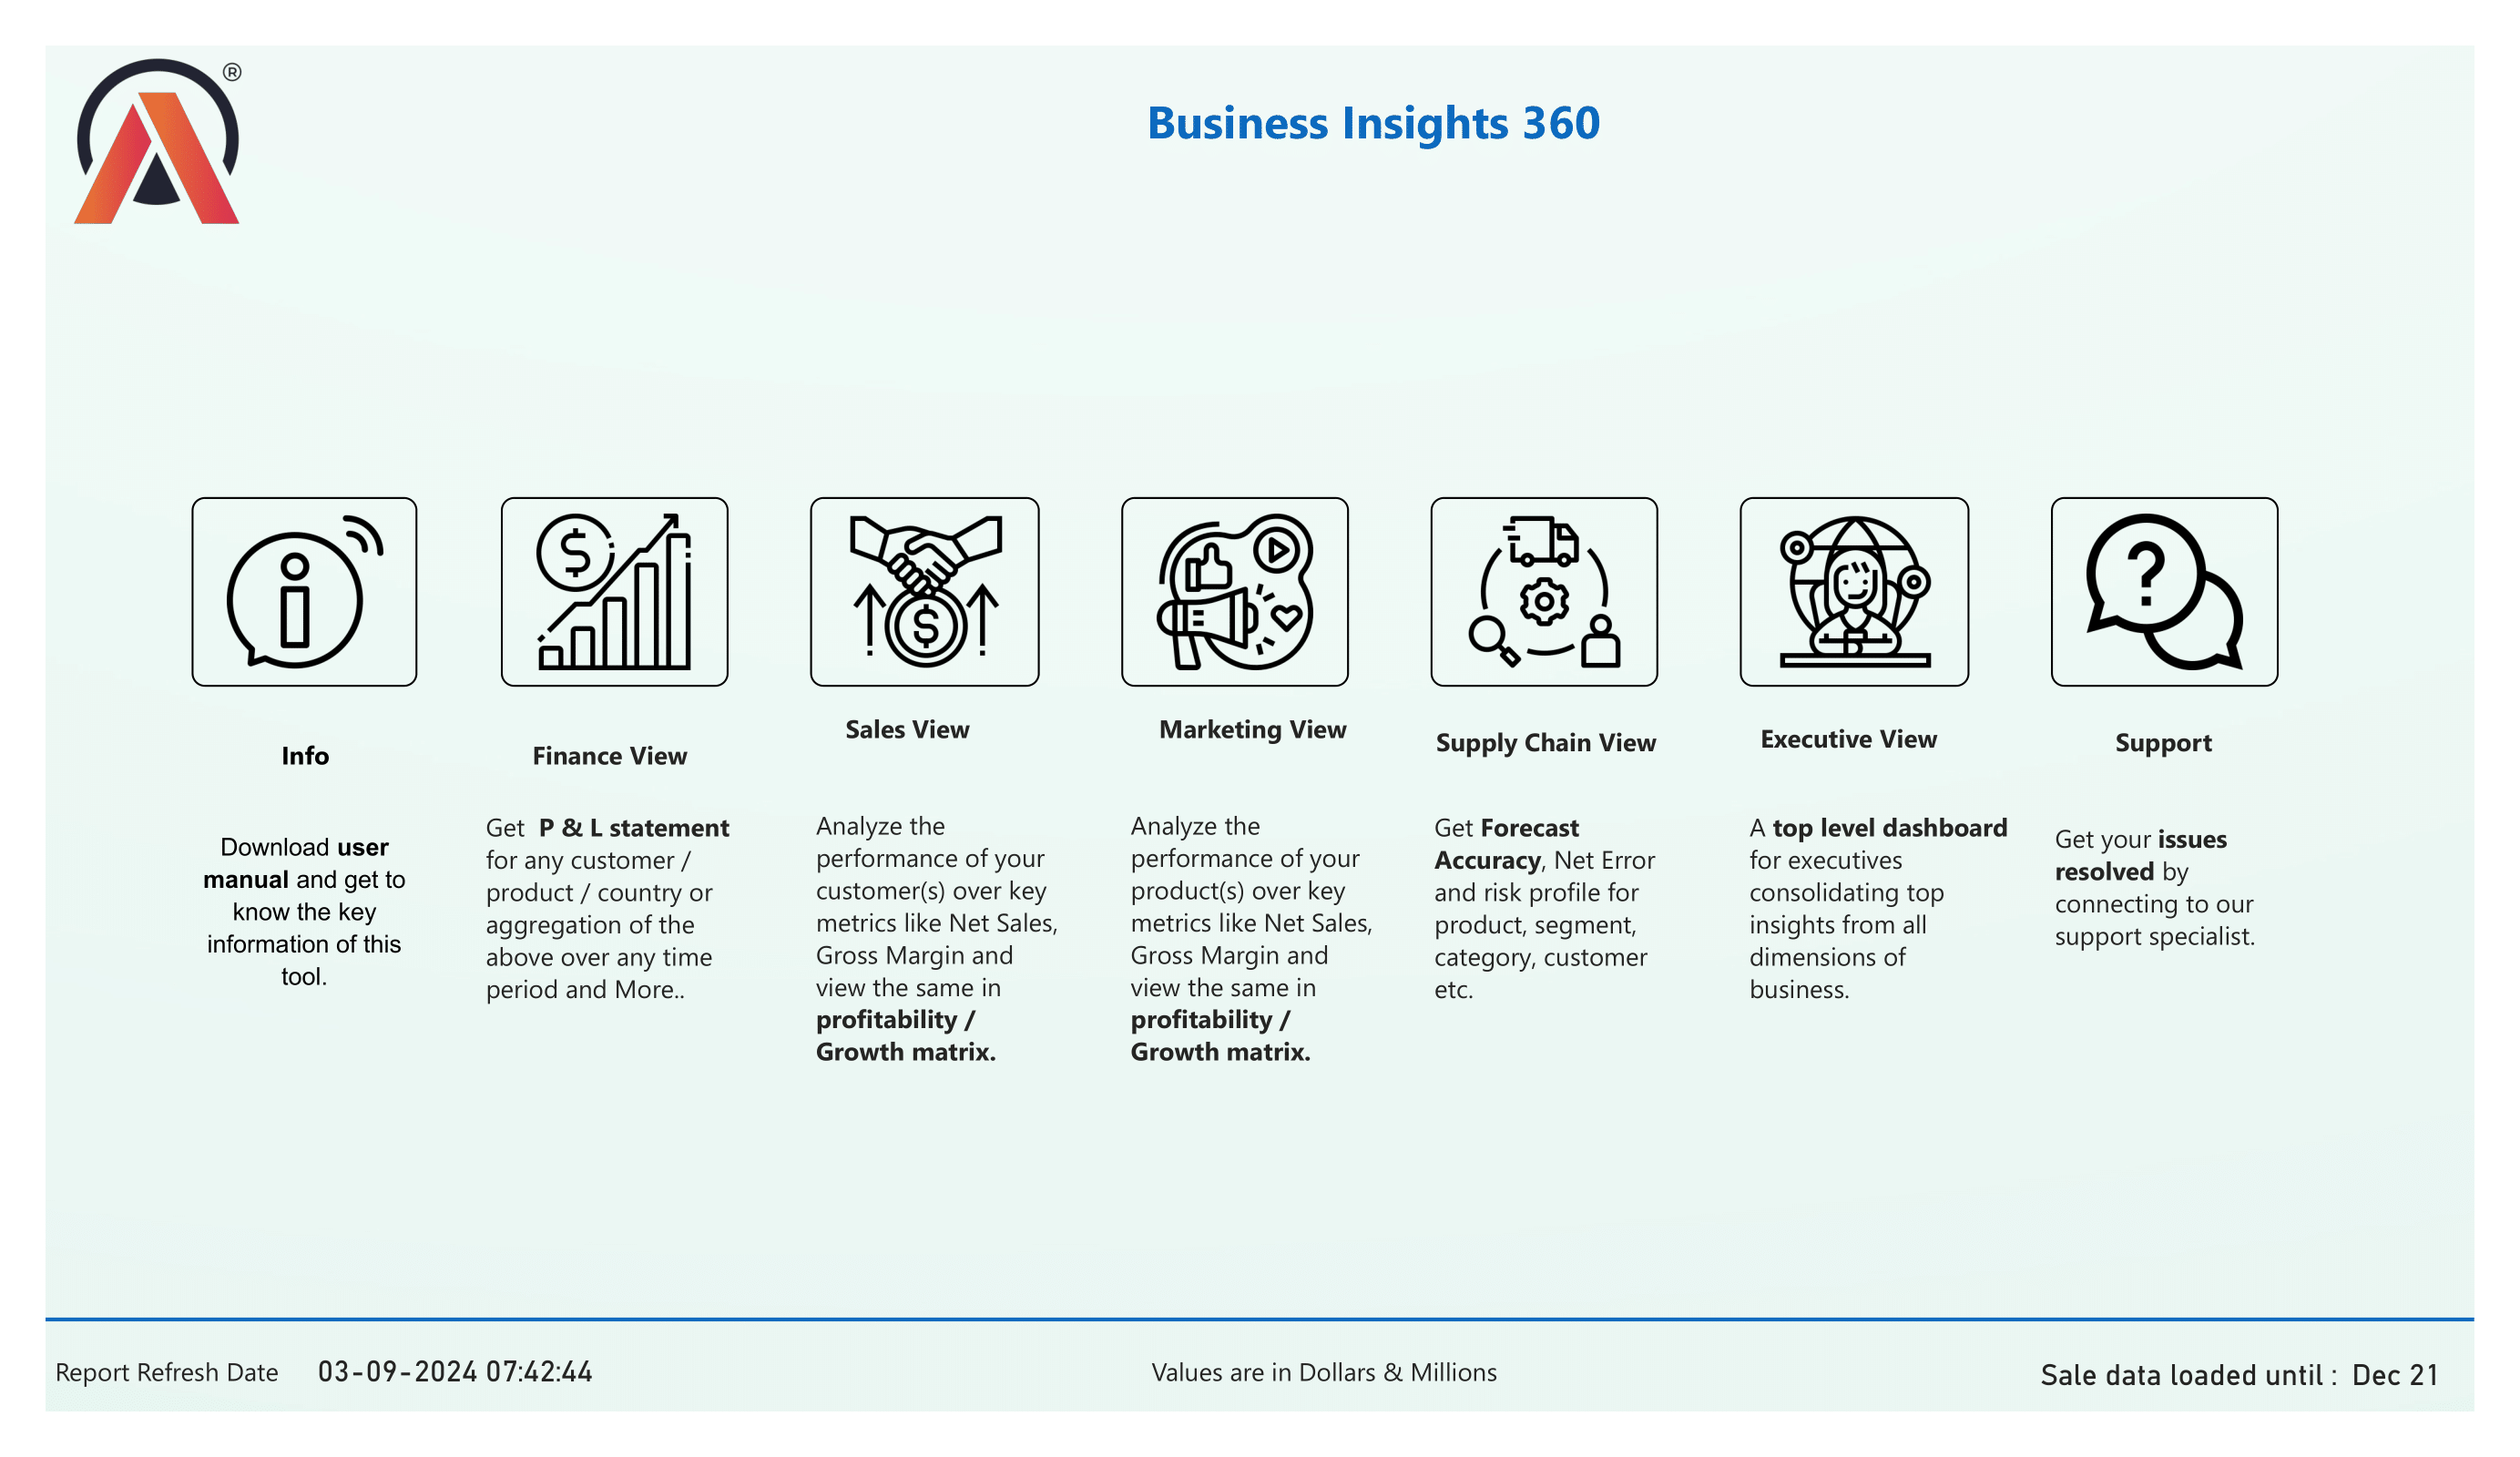 ®
Business Insights 360
Info
Download user
manual and get to
know the key
information of this
tool.
Finance View
Get  P & L statement
for any customer /
product / country or
aggregation of the
above over any time
period and More..
Sales View
Analyze the
performance of your
customer(s) over key
metrics like Net Sales,
Gross Margin and
view the same in
profitability /
Growth matrix.
Marketing View
Analyze the
performance of your
product(s) over key
metrics like Net Sales,
Gross Margin and
view the same in
profitability /
Growth matrix.
Supply Chain View
Get Forecast
Accuracy, Net Error
and risk profile for
product, segment,
category, customer
etc.
Executive View
A top level dashboard
for executives
consolidating top
insights from all
dimensions of
business.
Support
Get your issues
resolved by
connecting to our
support specialist.
Report Refresh Date 03-09-2024 07:42:44
Values are in Dollars & Millions
Sale data loaded until : Dec 21